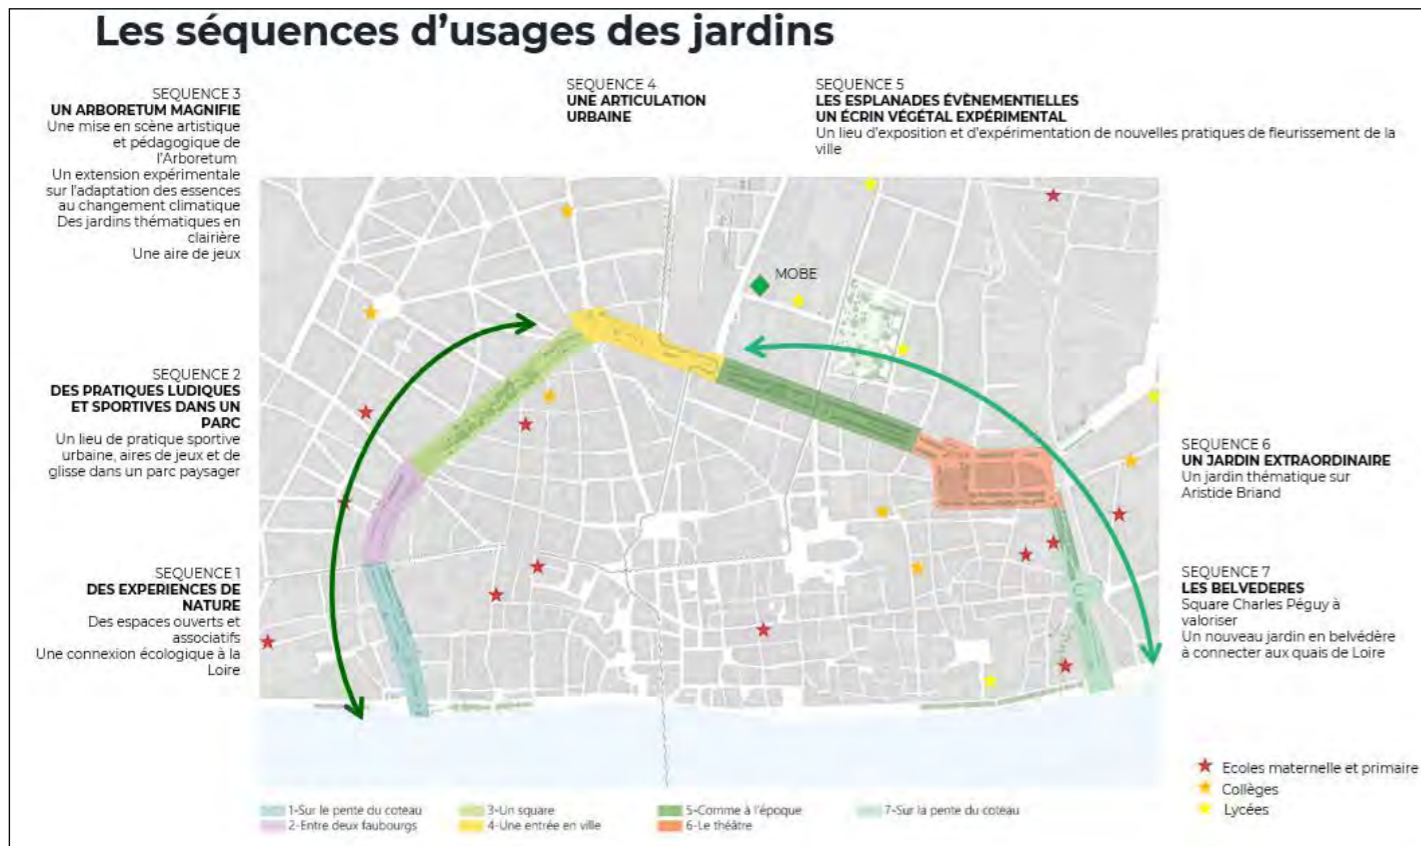 Les séquences d'usages des jardins
SEQUENCE 3
UN ARBORETUM MAGNIFIE
Une mise en scène artistique
et pédagogique de
l'Arboretum
Un extension expérimentale
sur l'adaptation des essences
au changement climatique
Des jardins thématiques en
clairière
Une aire de jeux
SEQUENCE 4
UNE ARTICULATION
URBAINE
SEQUENCE 5
LES ESPLANADES ÉVÈNEMENTIELLES
UN ÉCRIN VÉGÉTAL EXPÉRIMENTAL
Un lieu d'exposition et d'expérimentation de nouvelles pratiques de fleurissement de la
ville
MOBE
SEQUENCE 2
DES PRATIQUES LUDIQUES
ET SPORTIVES DANS UN
PARC
Un lieu de pratique sportive
urbaine, aires de jeux et de
glisse dans un parc paysager
SEQUENCE 6
UN JARDIN EXTRAORDINAIRE
Un jardin thématique sur
Aristide Briand
SEQUENCE 1
DES EXPERIENCES DE
NATURE
Des espaces ouverts et
associatifs
Une connexion écologique à la
Loire
SEQUENCE 7
LES BELVEDERES
Square Charles Péguy à
valoriser
Un nouveau jardin en belvédère
à connecter aux quais de Loire
Ecoles maternelle et primaire
Collèges
Lycées
1-Sur le pente du coteau
2-Entre deux faubourgs
3-Un square
4-Une entrée en ville
5-Comme à l'époque
6-Le théâtre
7-Sur la pente du coteau